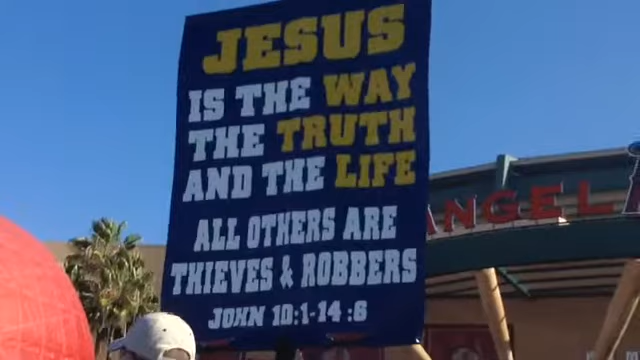 JESUS
IS THE WAY
THE TRUTH
AND THE LIFE
ALL OTHERS ARE
THIEVES & ROBBERS
JOHN 10:1-14:6
ANGEL